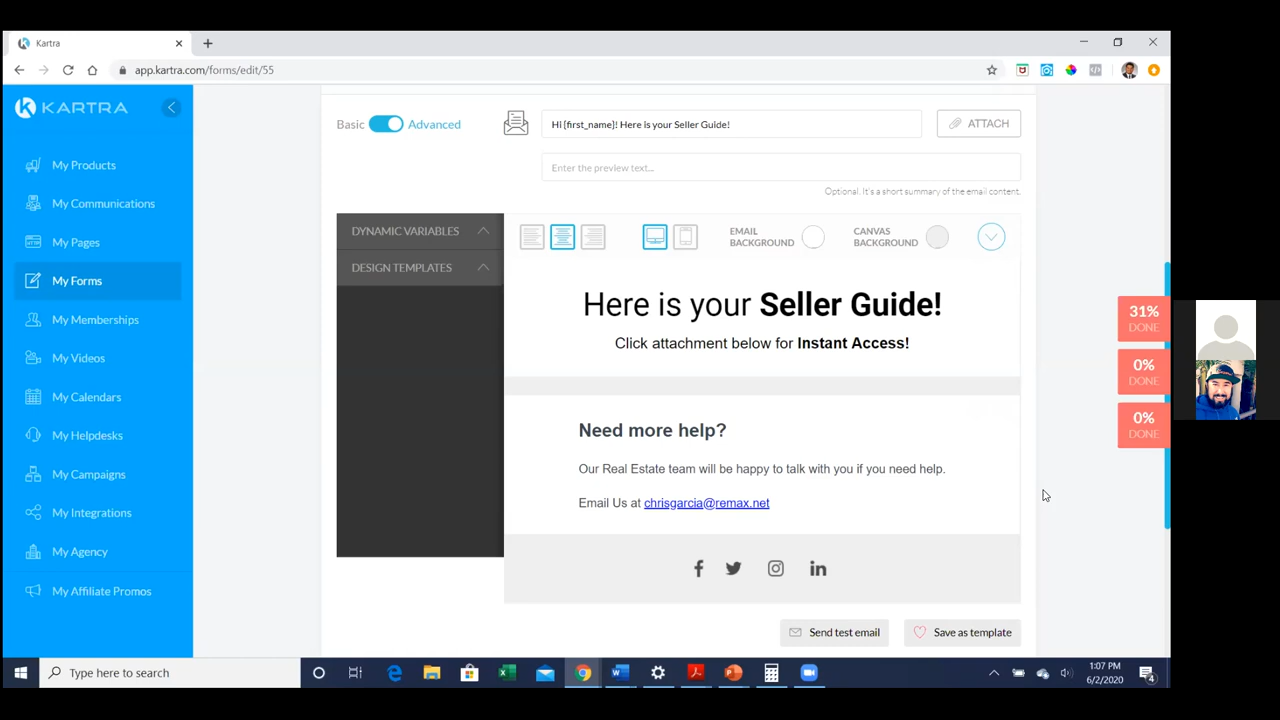 Kartra
app.kartra.com/forms/edit/55
KARTRA
My Products
My Communications
My Pages
My Forms
My Memberships
My Videos
My Calendars
My Helpdesks
My Campaigns
My Integrations
My Agency
My Affiliate Promos
Basic Advanced
Hi {first_name}! Here is your Seller Guide!
ATTACH
Enter the preview text...
Optional. It's a short summary of the email content.
DYNAMIC VARIABLES
DESIGN TEMPLATES
EMAIL BACKGROUND
CANVAS BACKGROUND
Here is your Seller Guide!
Click attachment below for Instant Access!
Need more help?
Our Real Estate team will be happy to talk with you if you need help.
Email Us at chrisgarcia@remax.net
Send test email
Save as template
31%
DONE
0%
DONE
0%
DONE
Type here to search
1:07 PM
6/2/2020
4